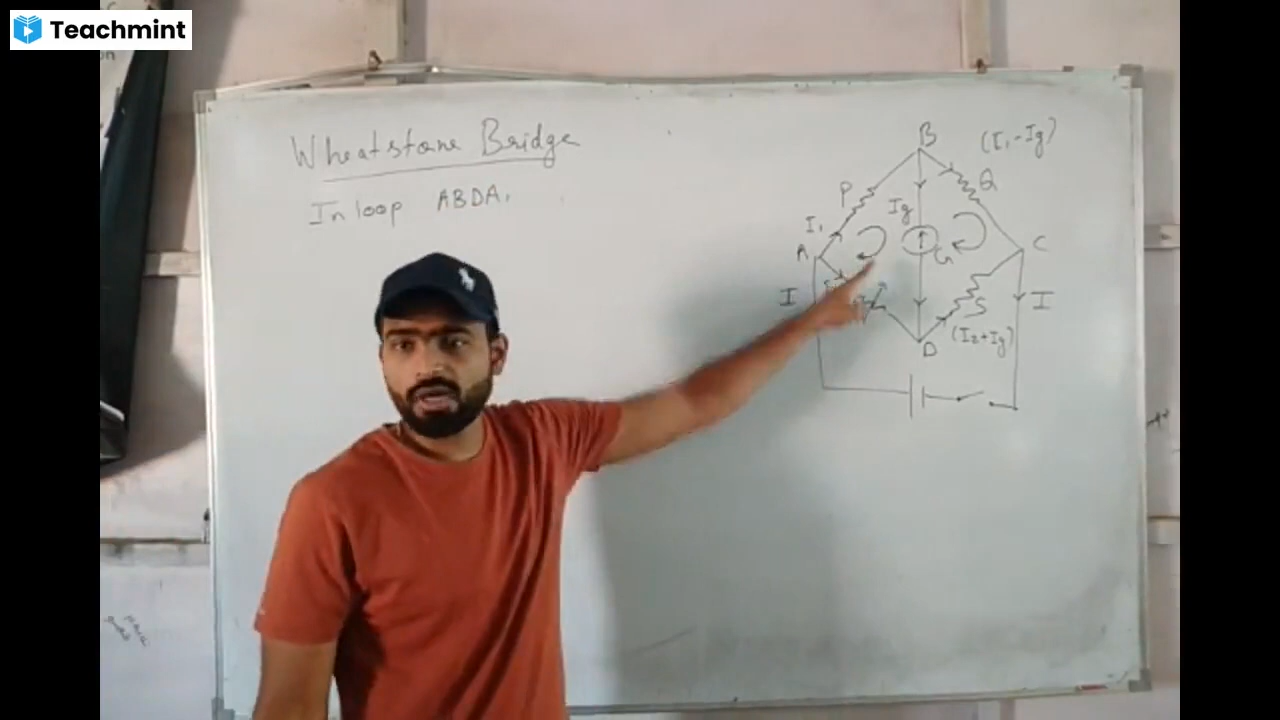 Teachmint
Wheatstone Bridge
In loop ABDA,
B
(I₁-Ig)
P
Q
Ig
I₁
A
G
C
I
I
S
(I₂+Ig)
D